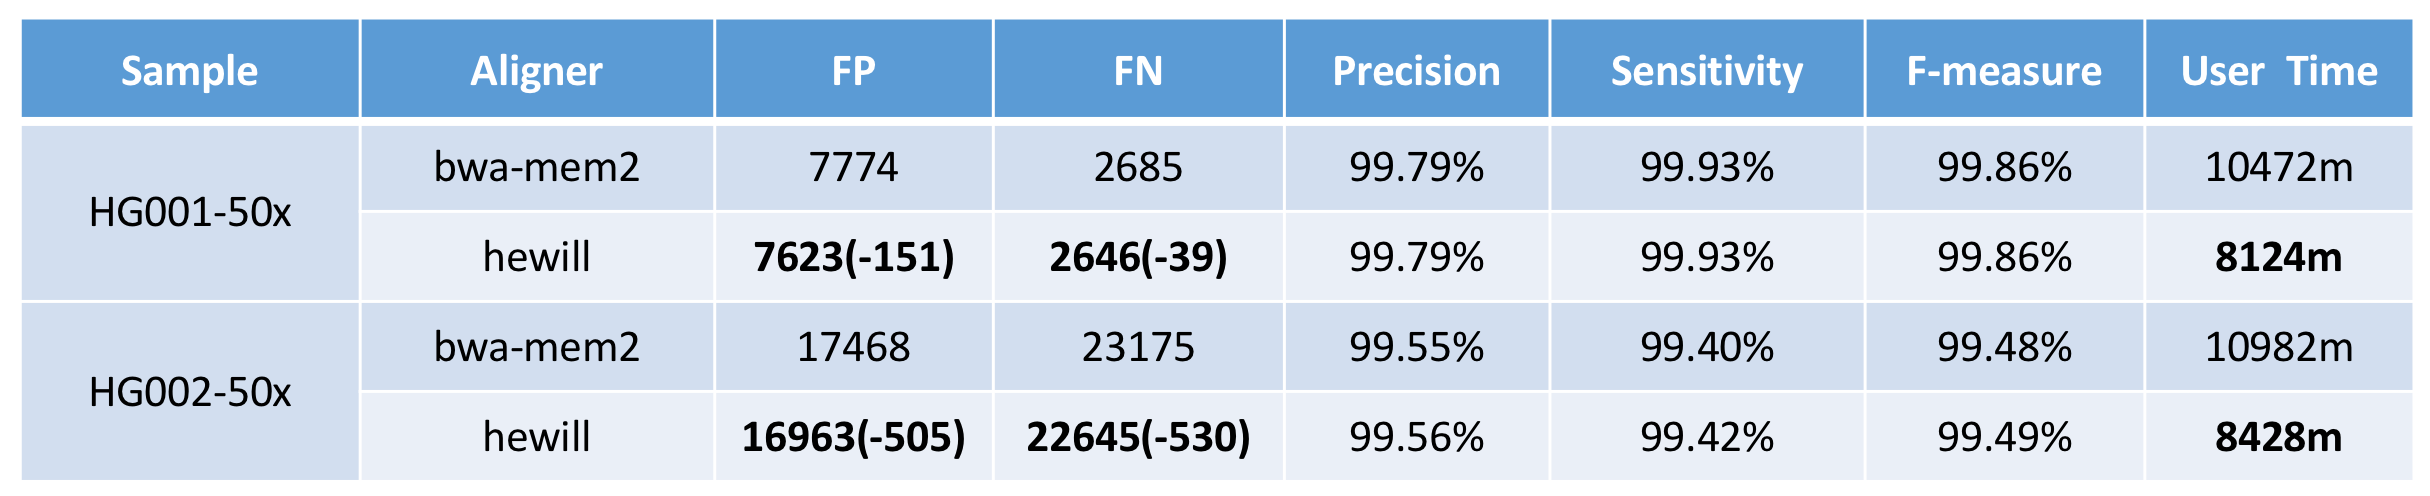 Sample Aligner FP FN Precision Sensitivity F-measure User Time
HG001-50x
bwa-mem2 7774 2685 99.79% 99.93% 99.86% 10472m
hewill 7623(-151) 2646(-39) 99.79% 99.93% 99.86% 8124m
HG002-50x
bwa-mem2 17468 23175 99.55% 99.40% 99.48% 10982m
hewill 16963(-505) 22645(-530) 99.56% 99.42% 99.49% 8428m